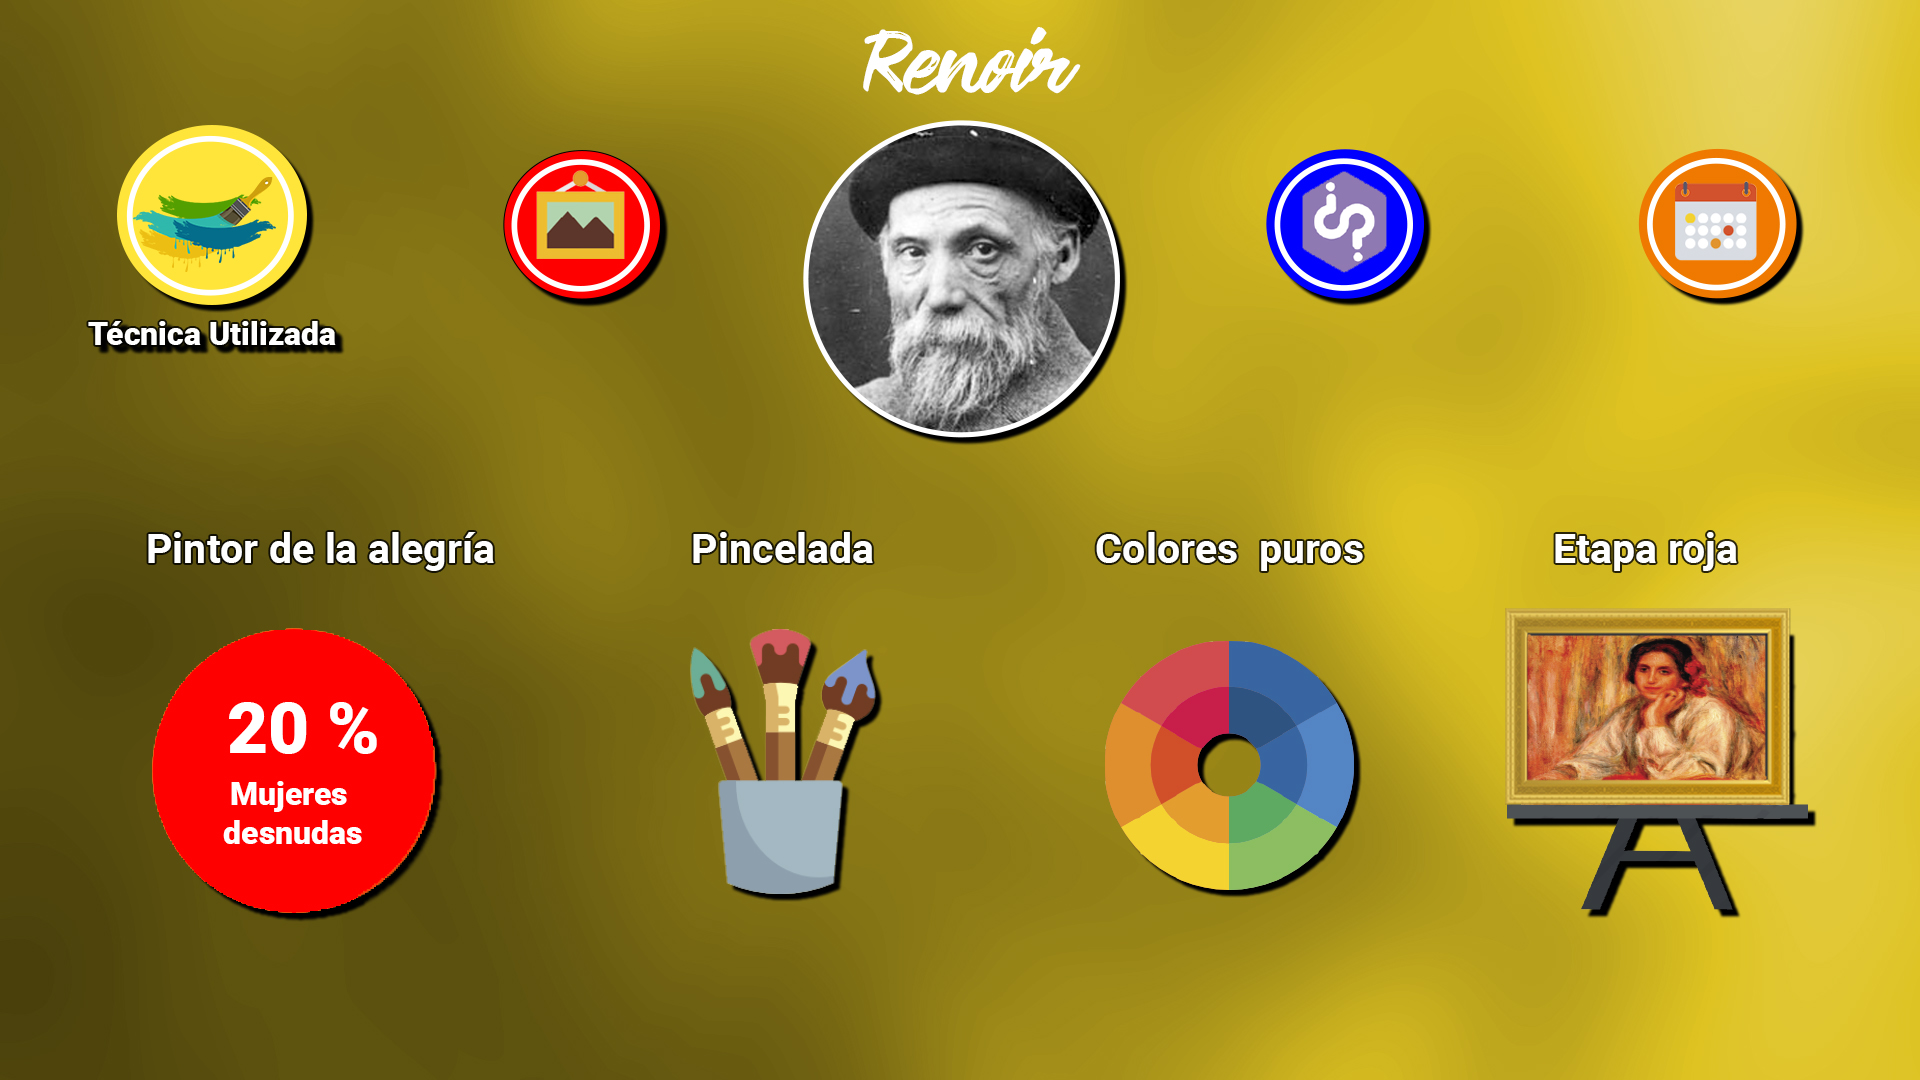 Renoir
Técnica Utilizada
¿?
Pintor de la alegría
Pincelada
Colores puros
Etapa roja
20 %
Mujeres
desnudas